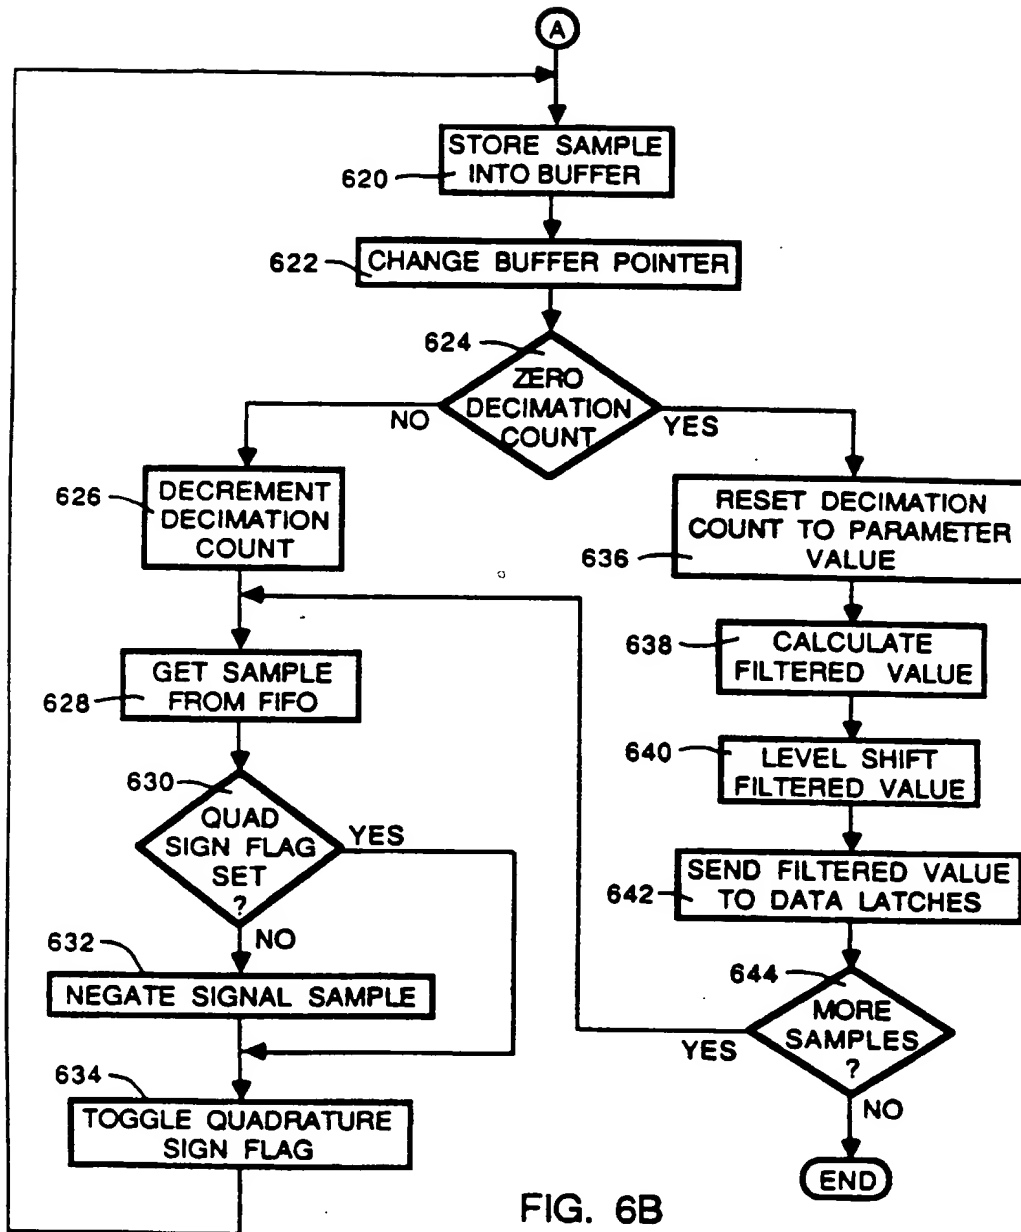 A
STORE SAMPLE
INTO BUFFER
620
622
CHANGE BUFFER POINTER
624
ZERO
DECIMATION
COUNT
NO
YES
626
DECREMENT
DECIMATION
COUNT
RESET DECIMATION
COUNT TO PARAMETER
VALUE
636
628
GET SAMPLE
FROM FIFO
638
CALCULATE
FILTERED VALUE
640
LEVEL SHIFT
FILTERED VALUE
630
QUAD
SIGN FLAG
SET
?
YES
NO
642
SEND FILTERED VALUE
TO DATA LATCHES
632
NEGATE SIGNAL SAMPLE
644
MORE
SAMPLES
?
YES
NO
634
TOGGLE QUADRATURE
SIGN FLAG
END
FIG. 6B